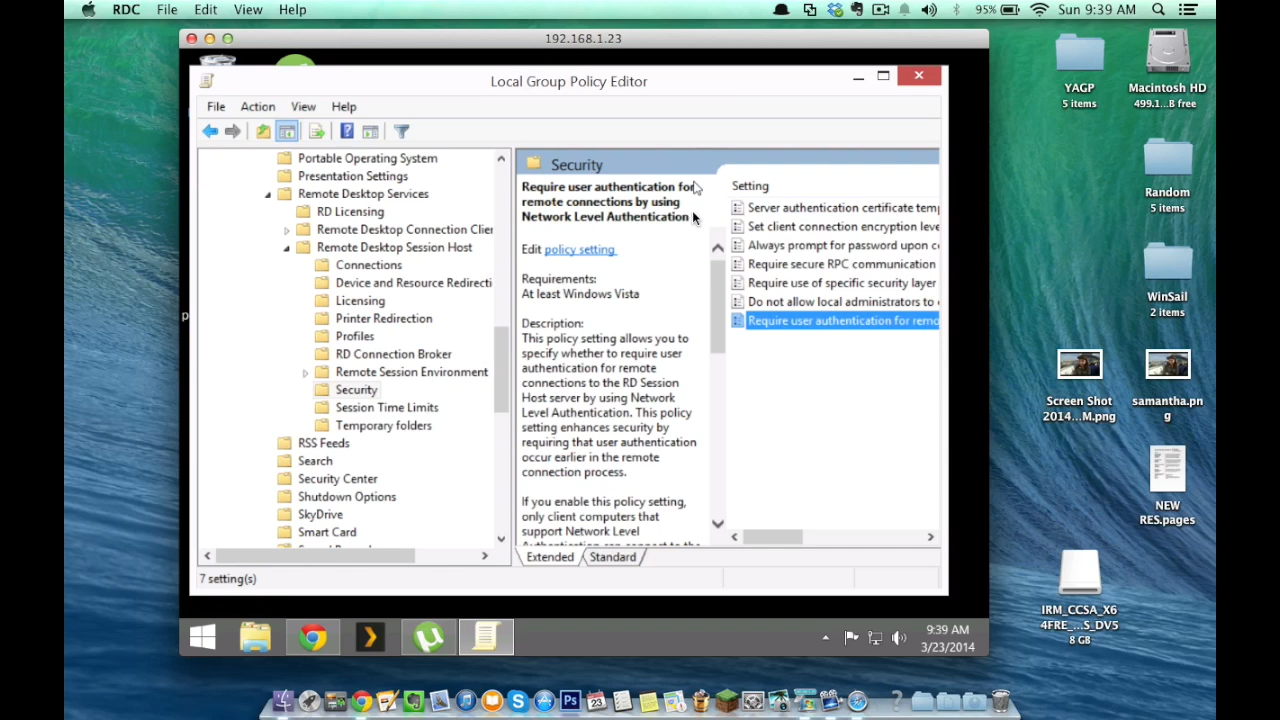 RDC File Edit View Help
95% Sun 9:39 AM
192.168.1.23
Local Group Policy Editor
File Action View Help
Portable Operating System
Presentation Settings
Remote Desktop Services
RD Licensing
Remote Desktop Connection Clier
Remote Desktop Session Host
Connections
Device and Resource Redirecti
Licensing
Printer Redirection
Profiles
RD Connection Broker
Remote Session Environment
Security
Session Time Limits
Temporary folders
RSS Feeds
Search
Security Center
Shutdown Options
SkyDrive
Smart Card
Security
Require user authentication for
remote connections by using
Network Level Authentication
Edit policy setting
Requirements:
At least Windows Vista
Description:
This policy setting allows you to
specify whether to require user
authentication for remote
connections to the RD Session
Host server by using Network
Level Authentication. This policy
setting enhances security by
requiring that user authentication
occur earlier in the remote
connection process.
If you enable this policy setting,
only client computers that
support Network Level
Setting
Server authentication certificate temp
Set client connection encryption leve
Always prompt for password upon c
Require secure RPC communication
Require use of specific security layer
Do not allow local administrators to
Require user authentication for remo
Extended Standard
7 setting(s)
9:39 AM
3/23/2014
YAGP
5 items
Macintosh HD
499.1...B free
Random
5 items
WinSail
2 items
Screen Shot
2014....M.png
samantha.pn
g
NEW
RES.pages
IRM_CCSA_X6
4FRE_...S_DV5
8 GB